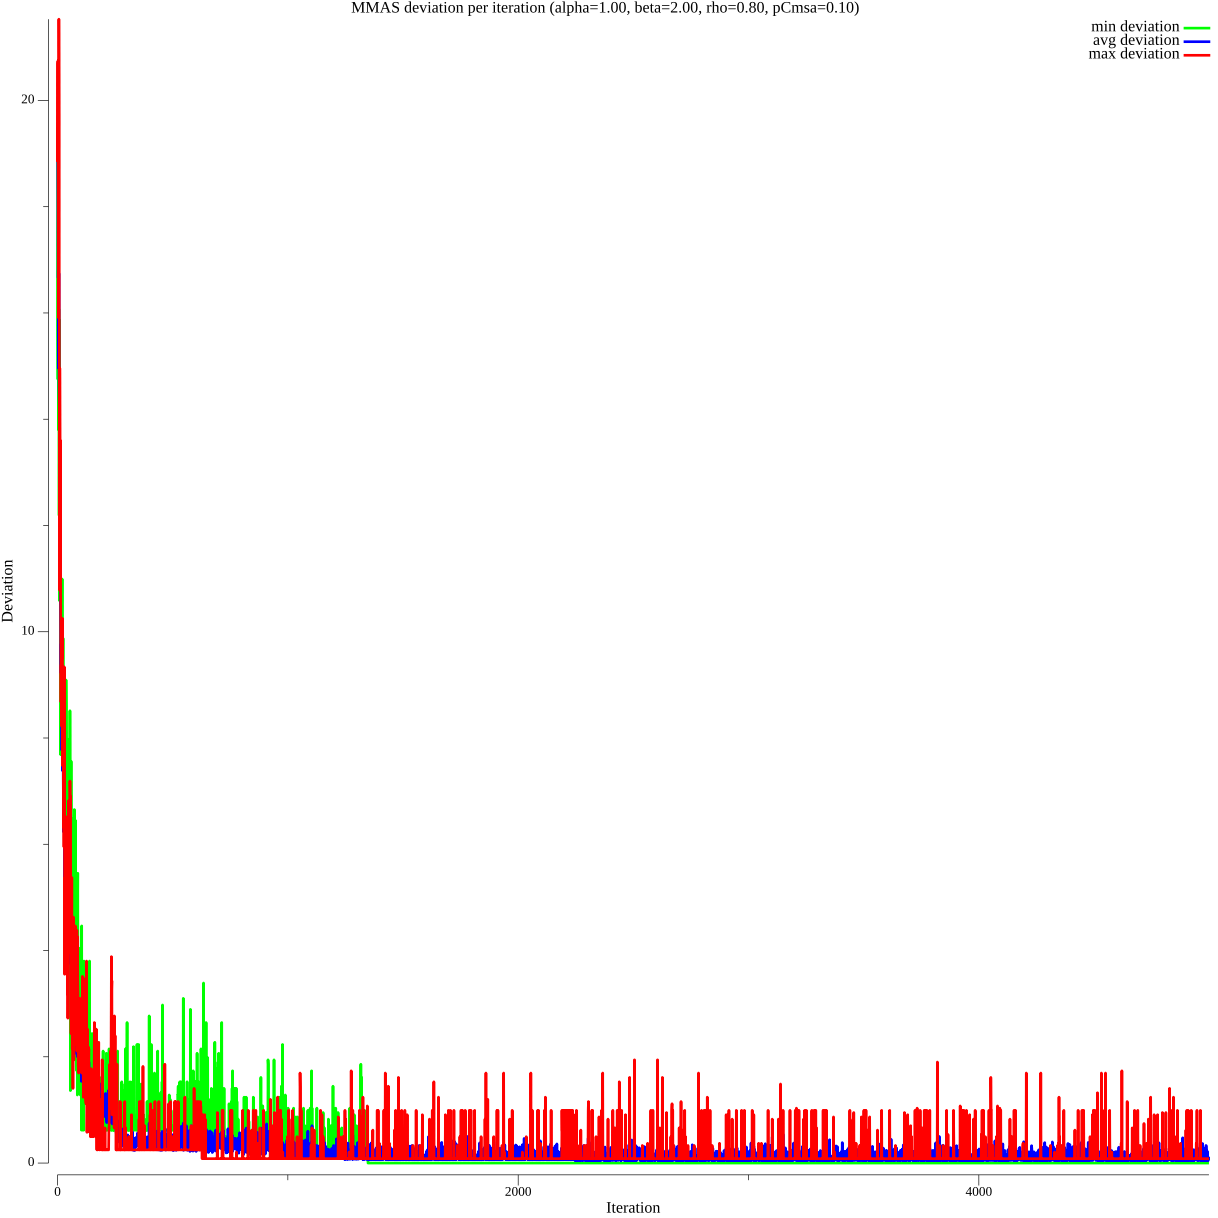 MMAS deviation per iteration (alpha=1.00, beta=2.00, rho=0.80, pCmsa=0.10)
min deviation
avg deviation
max deviation
20
10
0
Deviation
0
2000
4000
Iteration